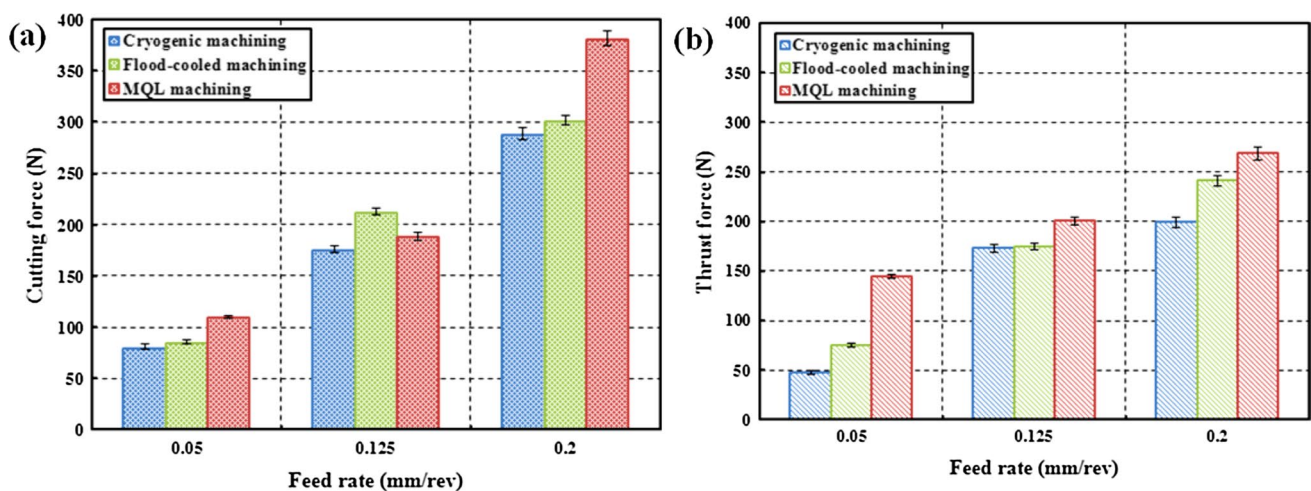 (a)
Cutting force (N)
400
350
300
250
200
150
100
50
0
Cryogenic machining
Flood-cooled machining
MQL machining
0.05
0.125
0.2
Feed rate (mm/rev)
(b)
Thrust force (N)
400
350
300
250
200
150
100
50
0
Cryogenic machining
Flood-cooled machining
MQL machining
0.05
0.125
0.2
Feed rate (mm/rev)